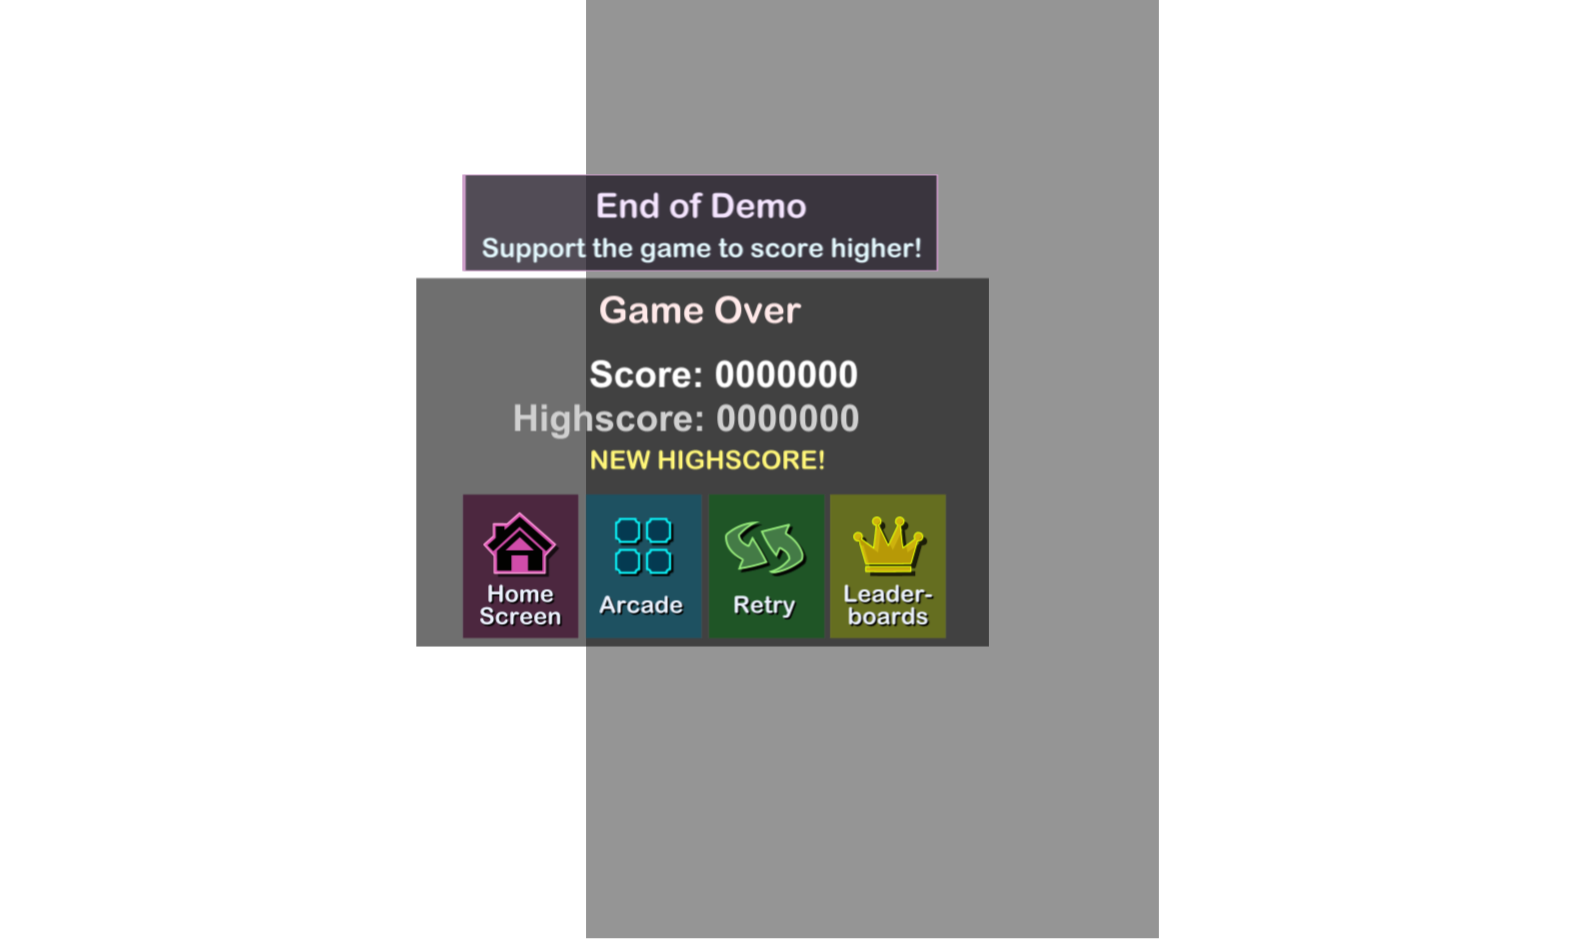 End of Demo
Support the game to score higher!
Game Over
Score: 0000000
Highscore: 0000000
NEW HIGHSCORE!
Home
Screen
Arcade
Retry
Leader-
boards